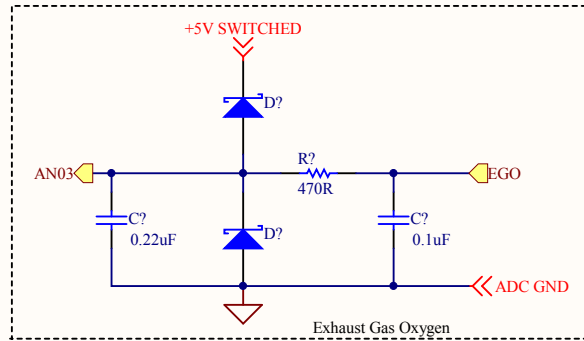 +5V SWITCHED
D?
AN03
R?
470R
EGO
C?
0.22uF
D?
C?
0.1uF
ADC GND
Exhaust Gas Oxygen